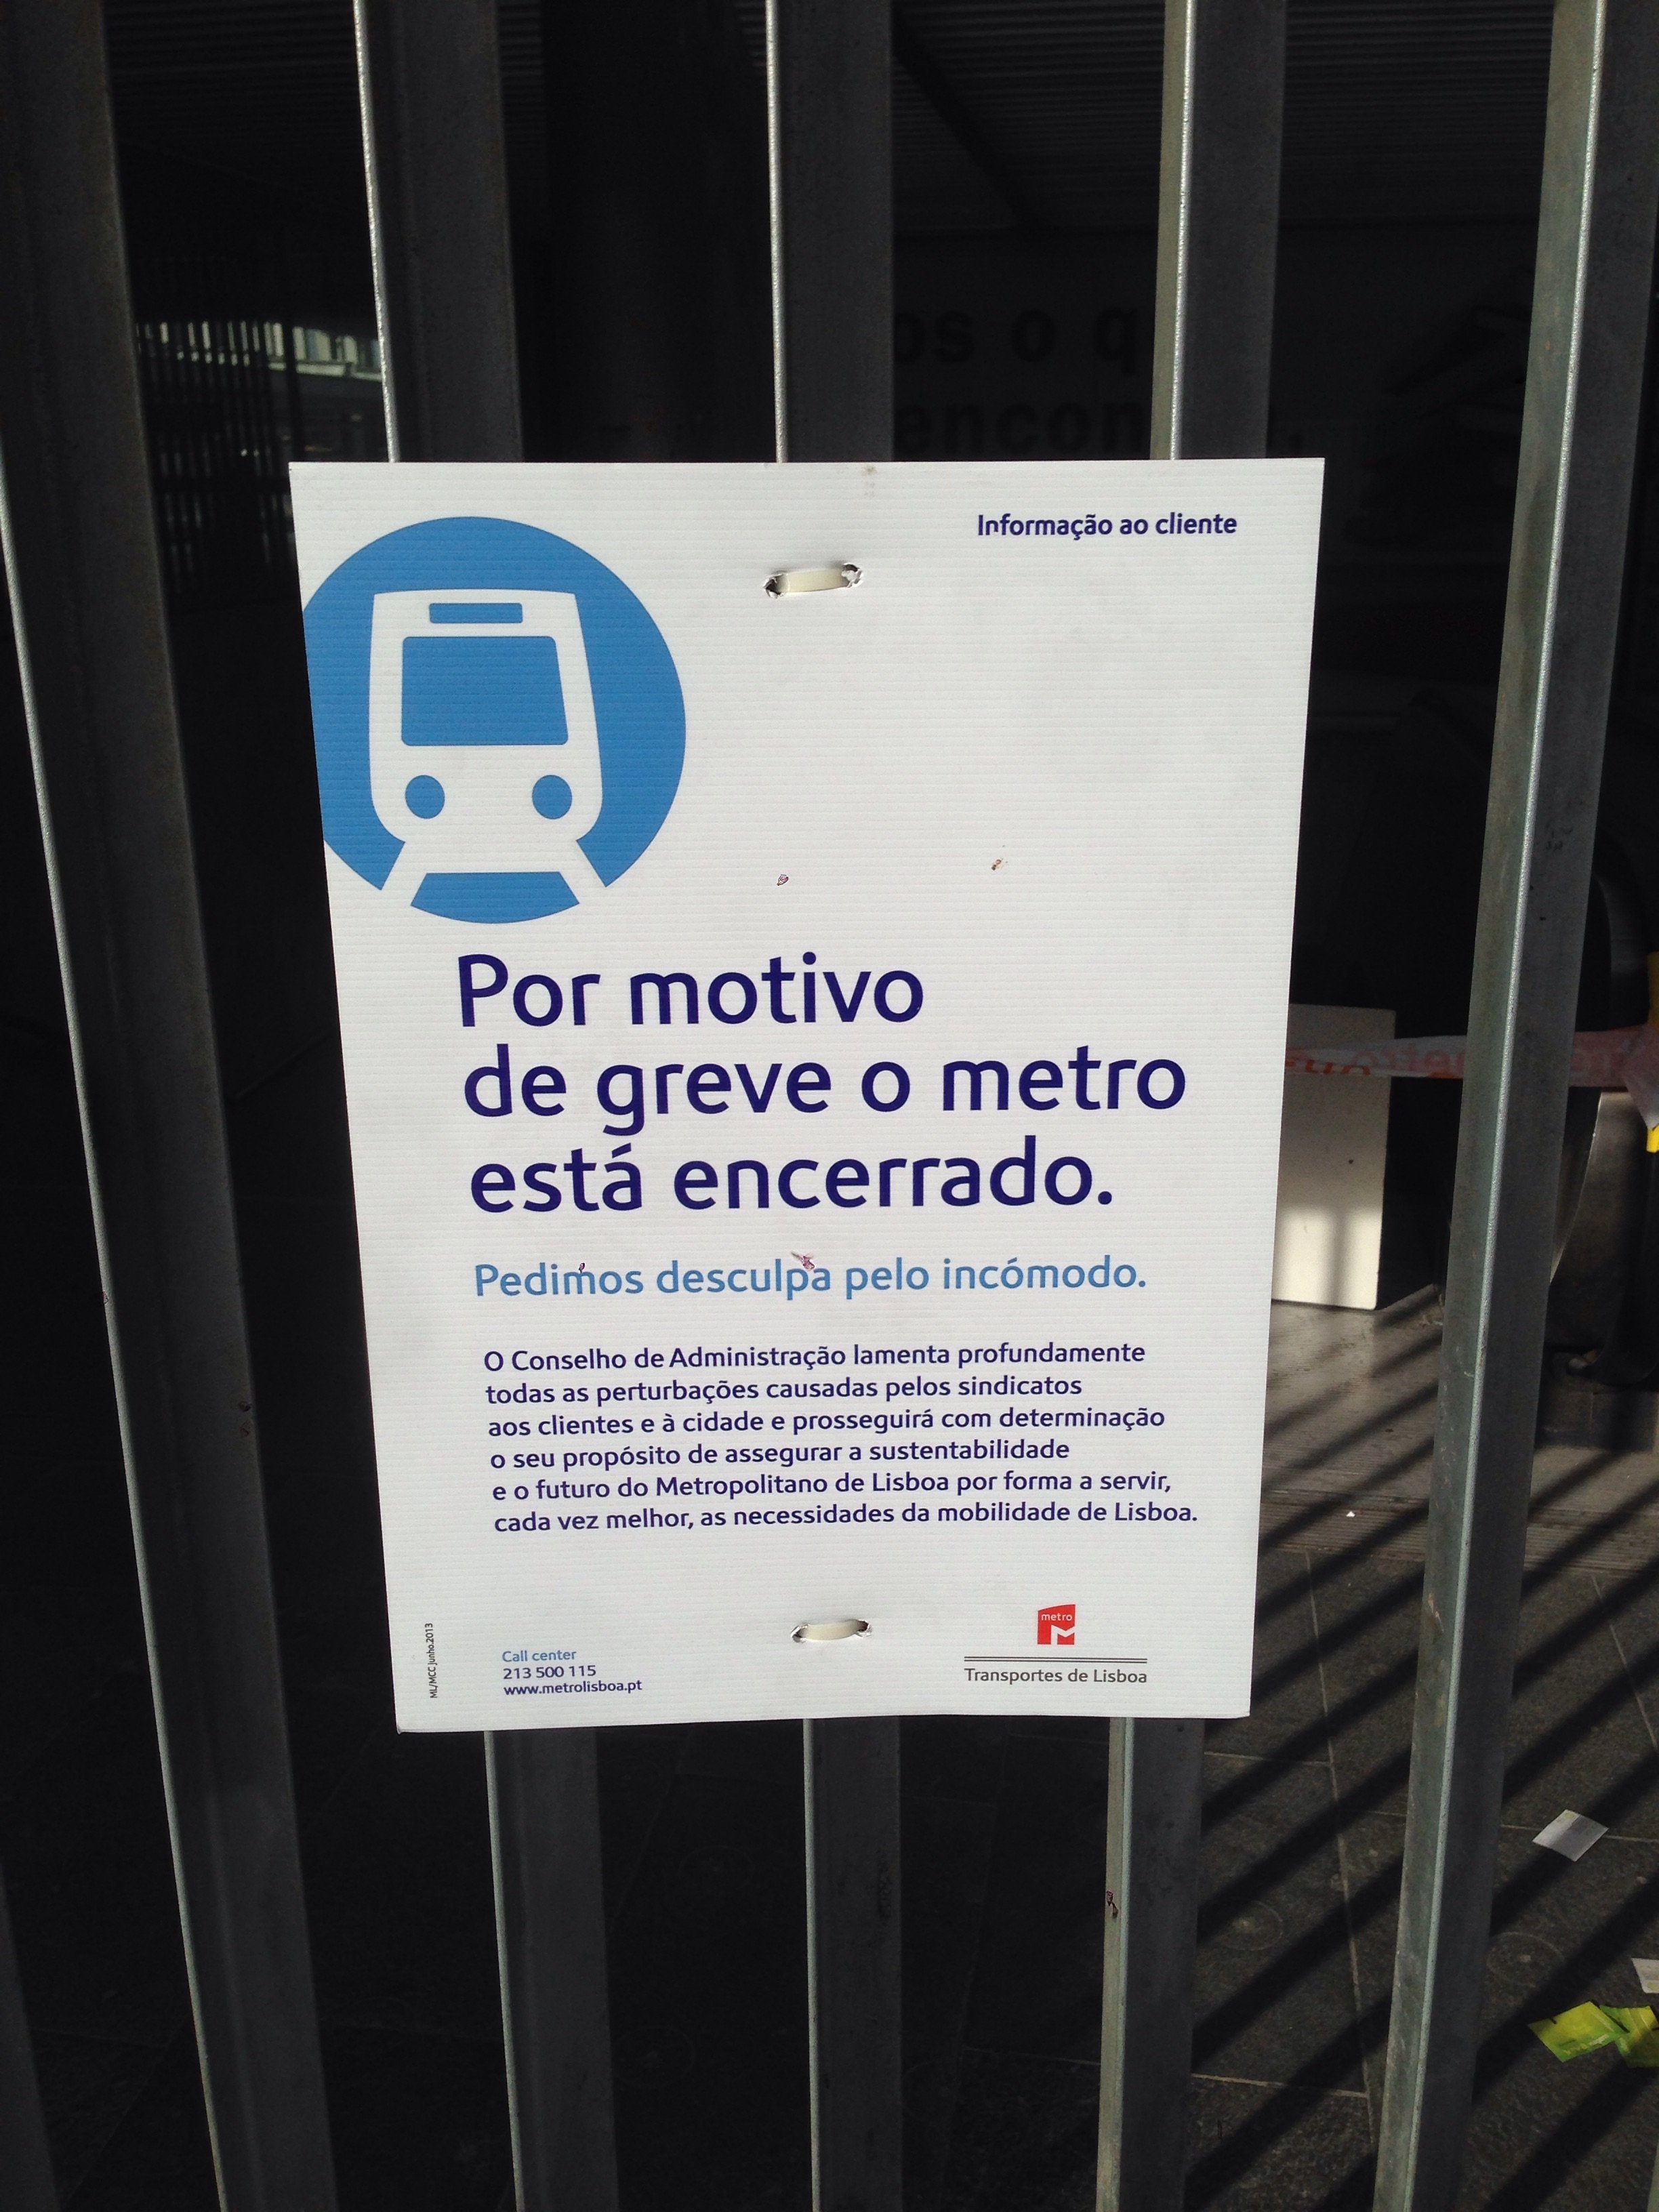 os o q
encon
Informação ao cliente
Por motivo
de greve o metro
está encerrado.
Pedimos desculpa pelo incómodo.
O Conselho de Administração lamenta profundamente
todas as perturbações causadas pelos sindicatos
aos clientes e à cidade e prosseguirá com determinação
o seu propósito de assegurar a sustentabilidade
e o futuro do Metropolitano de Lisboa por forma a servir,
cada vez melhor, as necessidades da mobilidade de Lisboa.
ML/MCC junho.2013
Call center
213 500 115
www.metrolisboa.pt
metro
Transportes de Lisboa